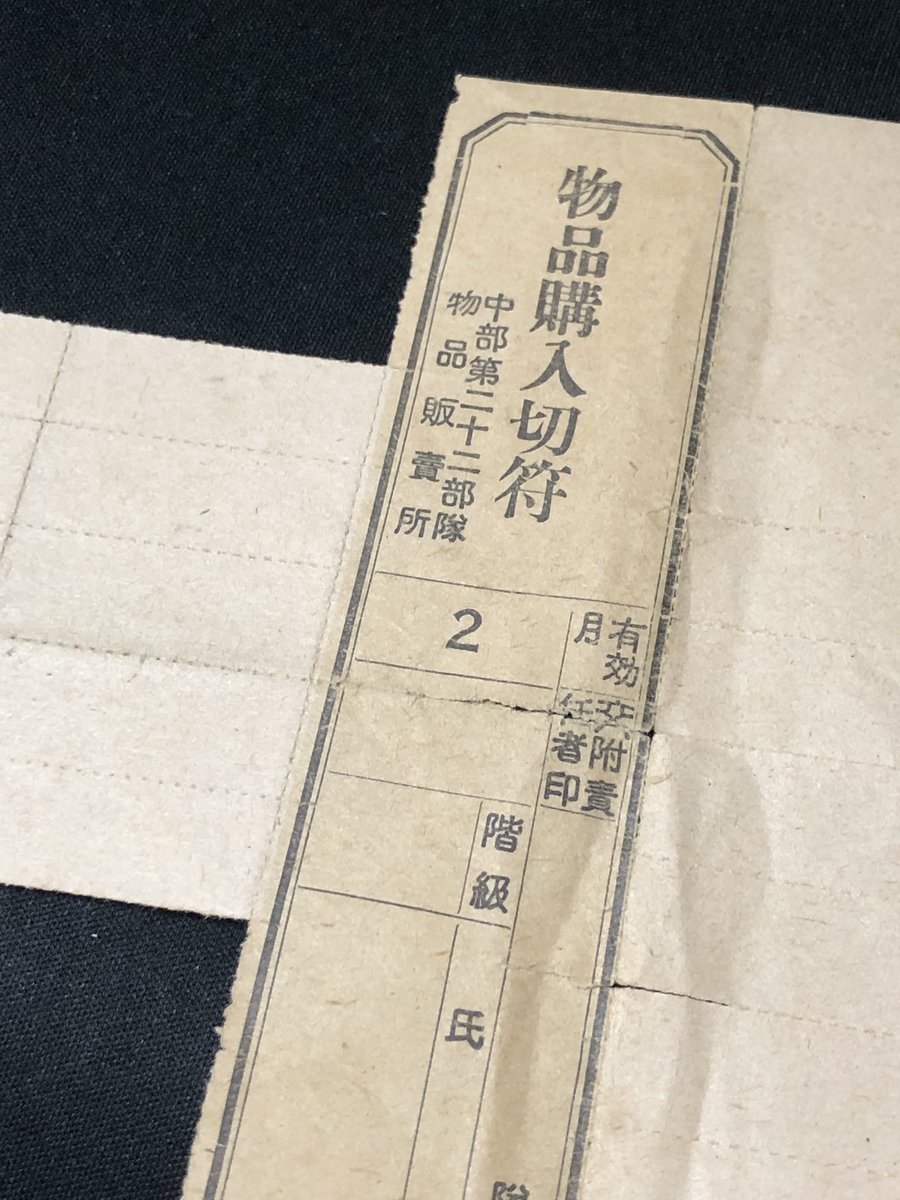 物品購入切符
中部第二十二部隊
物品販賣所
有効
月
2
交附責
任者印
階級
氏
隊